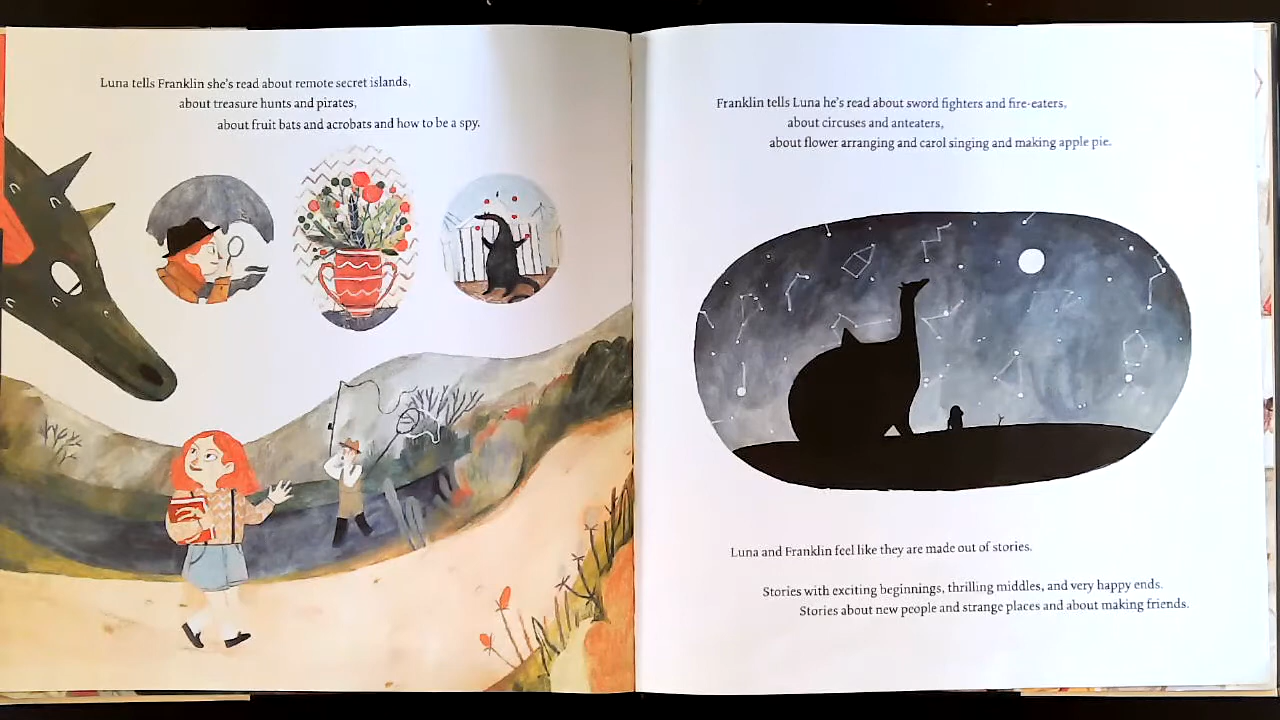 Luna tells Franklin she's read about remote secret islands,
about treasure hunts and pirates,
about fruit bats and acrobats and how to be a spy.
Franklin tells Luna he's read about sword fighters and fire-eaters,
about circuses and anteaters,
about flower arranging and carol singing and making apple pie.
Luna and Franklin feel like they are made out of stories.
Stories with exciting beginnings, thrilling middles, and very happy ends.
Stories about new people and strange places and about making friends.